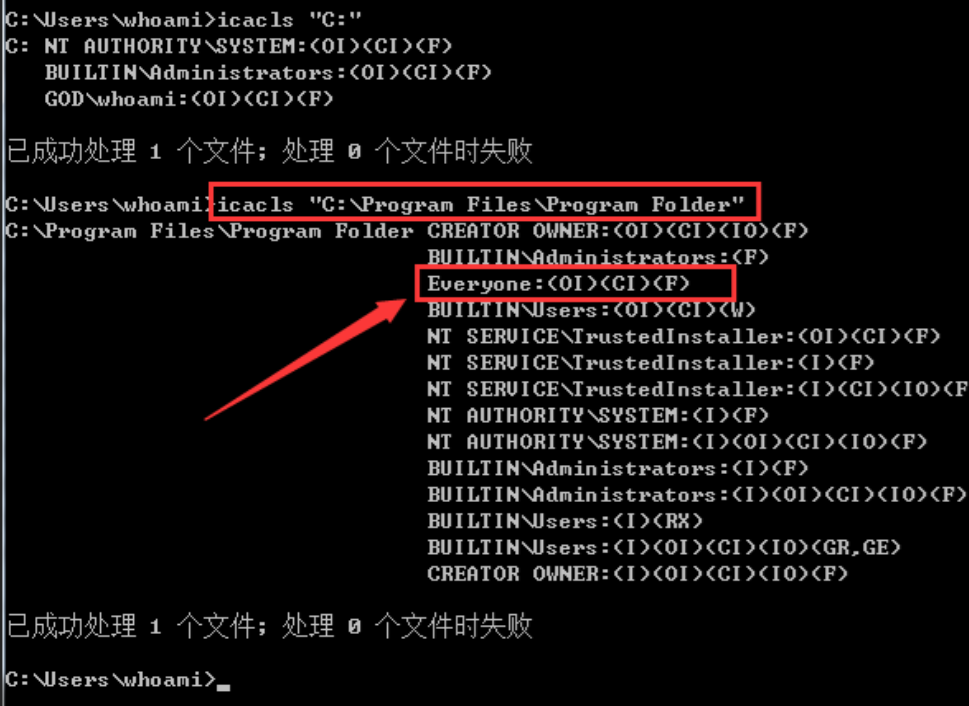 C:\Users\whoami>icacls "C:"
C: NT AUTHORITY\SYSTEM:(OI)(CI)(F)
BUILTIN\Administrators:(OI)(CI)(F)
GOD\whoami:(OI)(CI)(F)
已成功处理 1 个文件; 处理 0 个文件时失败
C:\Users\whoami>icacls "C:\Program Files\Program Folder"
C:\Program Files\Program Folder CREATOR OWNER:(OI)(CI)(IO)(F)
BUILTIN\Administrators:(F)
Everyone:(OI)(CI)(F)
BUILTIN\Users:(OI)(CI)(W)
NT SERVICE\TrustedInstaller:(OI)(CI)(F)
NT SERVICE\TrustedInstaller:(I)(F)
NT SERVICE\TrustedInstaller:(I)(CI)(IO)(F
NT AUTHORITY\SYSTEM:(I)(F)
NT AUTHORITY\SYSTEM:(I)(OI)(CI)(IO)(F)
BUILTIN\Administrators:(I)(F)
BUILTIN\Administrators:(I)(OI)(CI)(IO)(F)
BUILTIN\Users:(I)(RX)
BUILTIN\Users:(I)(OI)(CI)(IO)(GR,GE)
CREATOR OWNER:(I)(OI)(CI)(IO)(F)
已成功处理 1 个文件; 处理 0 个文件时失败
C:\Users\whoami>_